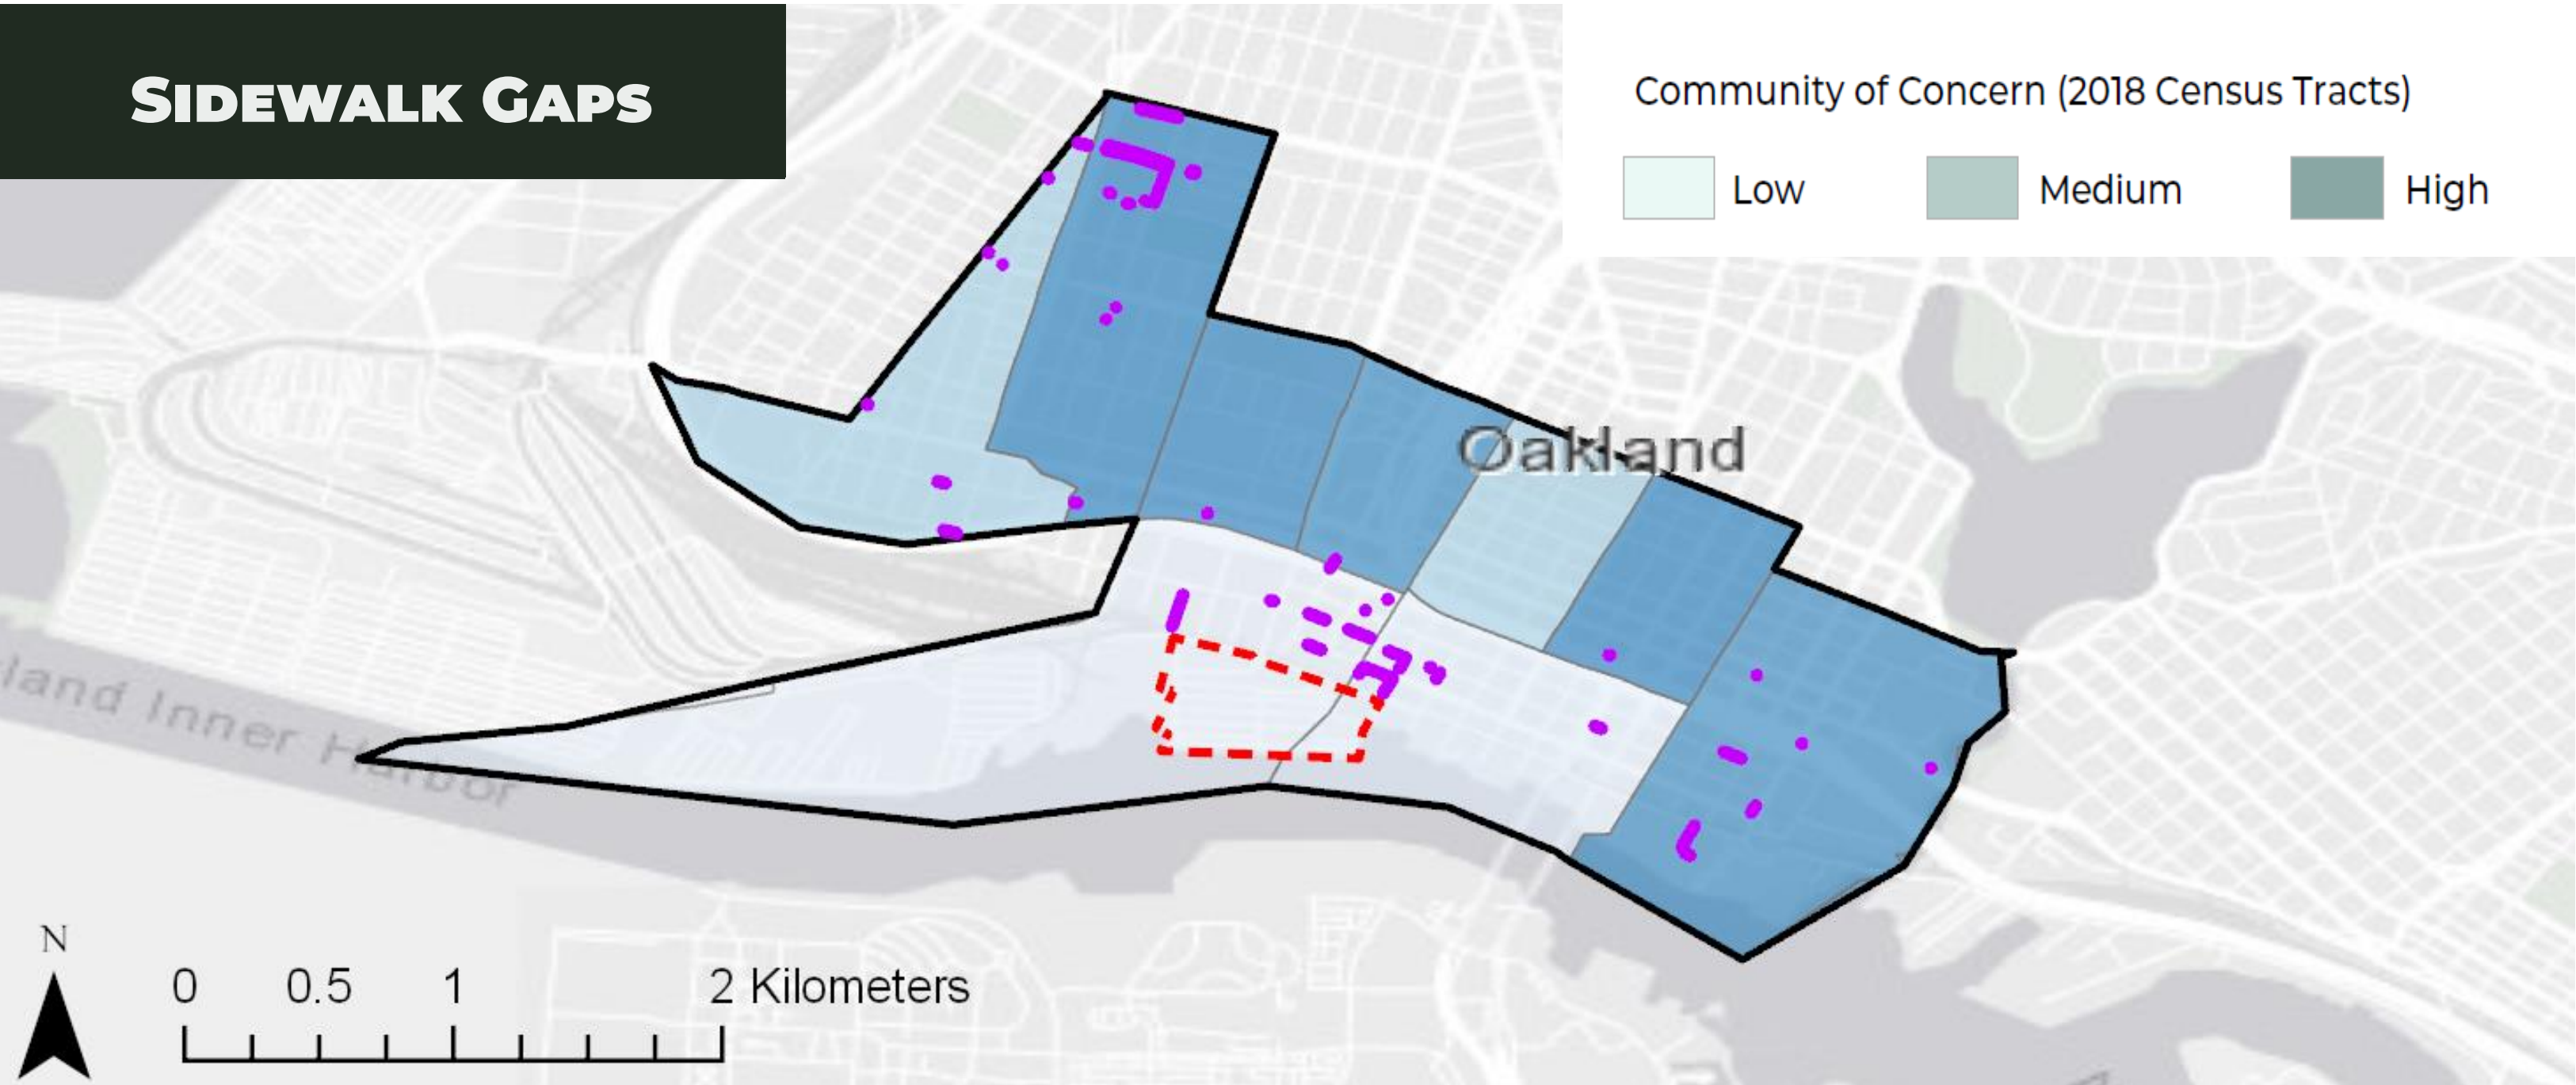 SIDEWALK GAPS
Community of Concern (2018 Census Tracts)
Low Medium High
Oakland
land Inner Harbor
N
0 0.5 1 2 Kilometers